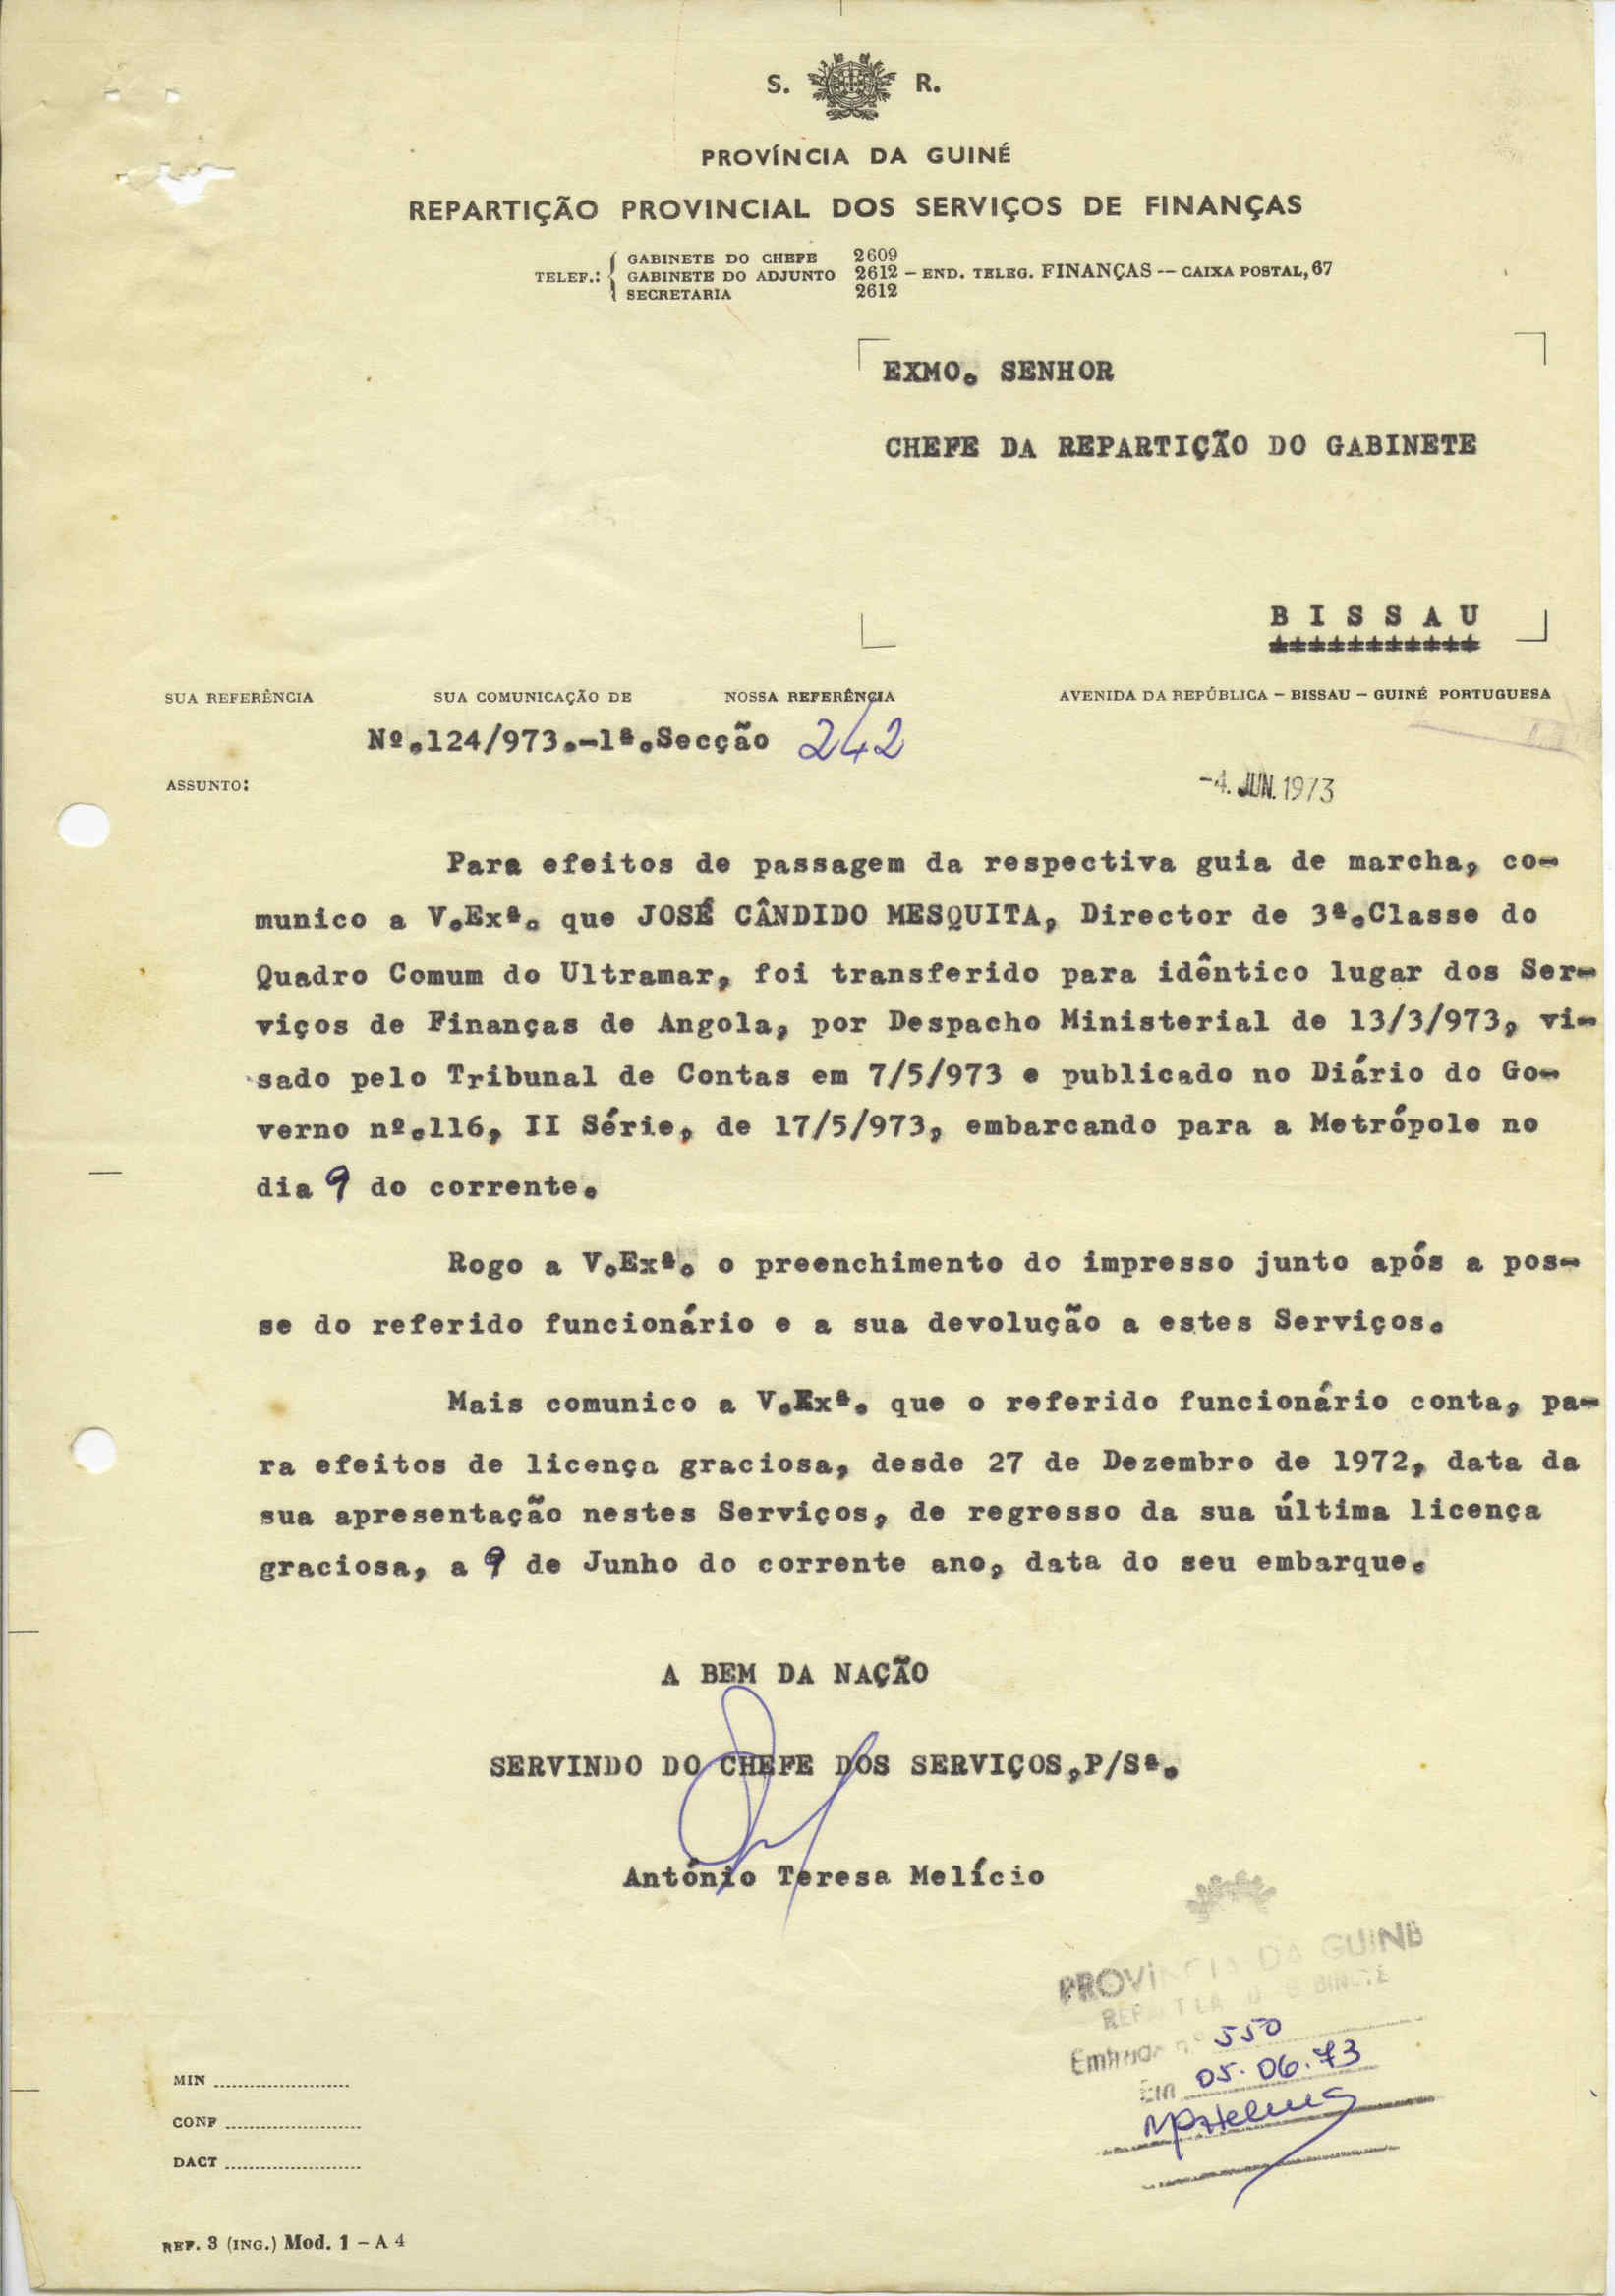 S. R.
PROVÍNCIA DA GUINÉ
REPARTIÇÃO PROVINCIAL DOS SERVIÇOS DE FINANÇAS
TELEF.:
GABINETE DO CHEFE 2609
GABINETE DO ADJUNTO 2612 – END. TELEG. FINANÇAS –– CAIXA POSTAL, 67
SECRETARIA 2612
EXMO. SENHOR
CHEFE DA REPARTIÇÃO DO GABINETE
B I S S A U
SUA REFERÊNCIA SUA COMUNICAÇÃO DE NOSSA REFERÊNCIA AVENIDA DA REPÚBLICA – BISSAU – GUINÉ PORTUGUESA
Nº.124/973.-1ª.Secção 242
ASSUNTO:
-4. JUN. 1973
Para efeitos de passagem da respectiva guia de marcha, co-
munico a V.Exª. que JOSÉ CÂNDIDO MESQUITA, Director de 3ª.Classe do
Quadro Comum do Ultramar, foi transferido para idêntico lugar dos Ser-
viços de Finanças de Angola, por Despacho Ministerial de 13/3/973, vi-
sado pelo Tribunal de Contas em 7/5/973 e publicado no Diário do Go-
verno nº.116, II Série, de 17/5/973, embarcando para a Metrópole no
dia 9 do corrente.
Rogo a V.Exª. o preenchimento do impresso junto após a pos-
se do referido funcionário e a sua devolução a estes Serviços.
Mais comunico a V.Exª. que o referido funcionário conta, pa-
ra efeitos de licença graciosa, desde 27 de Dezembro de 1972, data da
sua apresentação nestes Serviços, de regresso da sua última licença
graciosa, a 9 de Junho do corrente ano, data do seu embarque.
A BEM DA NAÇÃO
SERVINDO DO CHEFE DOS SERVIÇOS,P/Sª.
António Teresa Melício
PROVÍNCIA DA GUINÉ
Entrada nº 550
Em 05.06.73
MIN
CONF
DACT
REF. 3 (ING.) Mod. 1 – A 4